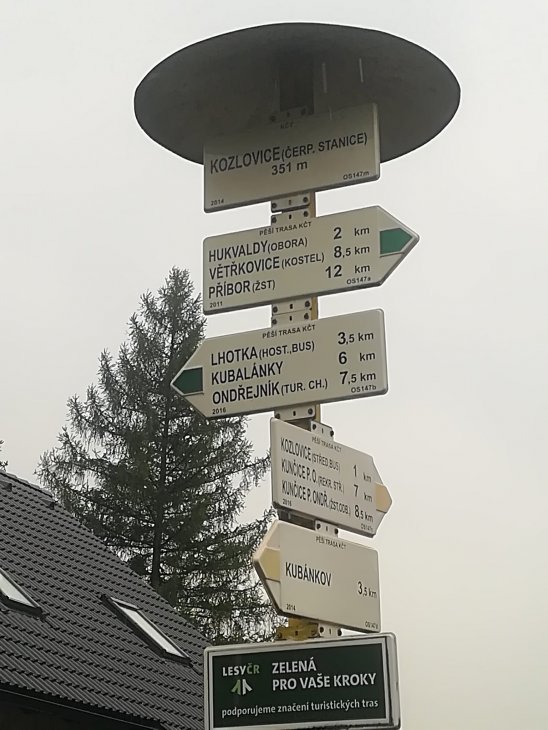 KČT
KOZLOVICE (ČERP. STANICE)
351 m
2014 OS147m
PĚŠÍ TRASA KČT
HUKVALDY (OBORA) 2 km
VĚTŘKOVICE (KOSTEL) 8,5 km
PŘÍBOR (ŽST) 12 km
2011 OS147a
PĚŠÍ TRASA KČT
LHOTKA (HOST.,BUS) 3,5 km
KUBALÁNKY 6 km
ONDŘEJNÍK (TUR. CH.) 7,5 km
2016 OS147b
PĚŠÍ TRASA KČT
KOZLOVICE (STŘED,BUS) 1 km
KUNČICE P. O. (REKR. STŘ.) 7 km
KUNČICE P. ONDŘ. (ŽST.ODB.) 8,5 km
2016
PĚŠÍ TRASA KČT
KUBÁNKOV 3,5 km
2014 OS147d
LESYČR ZELENÁ
PRO VAŠE KROKY
podporujeme značení turistických tras